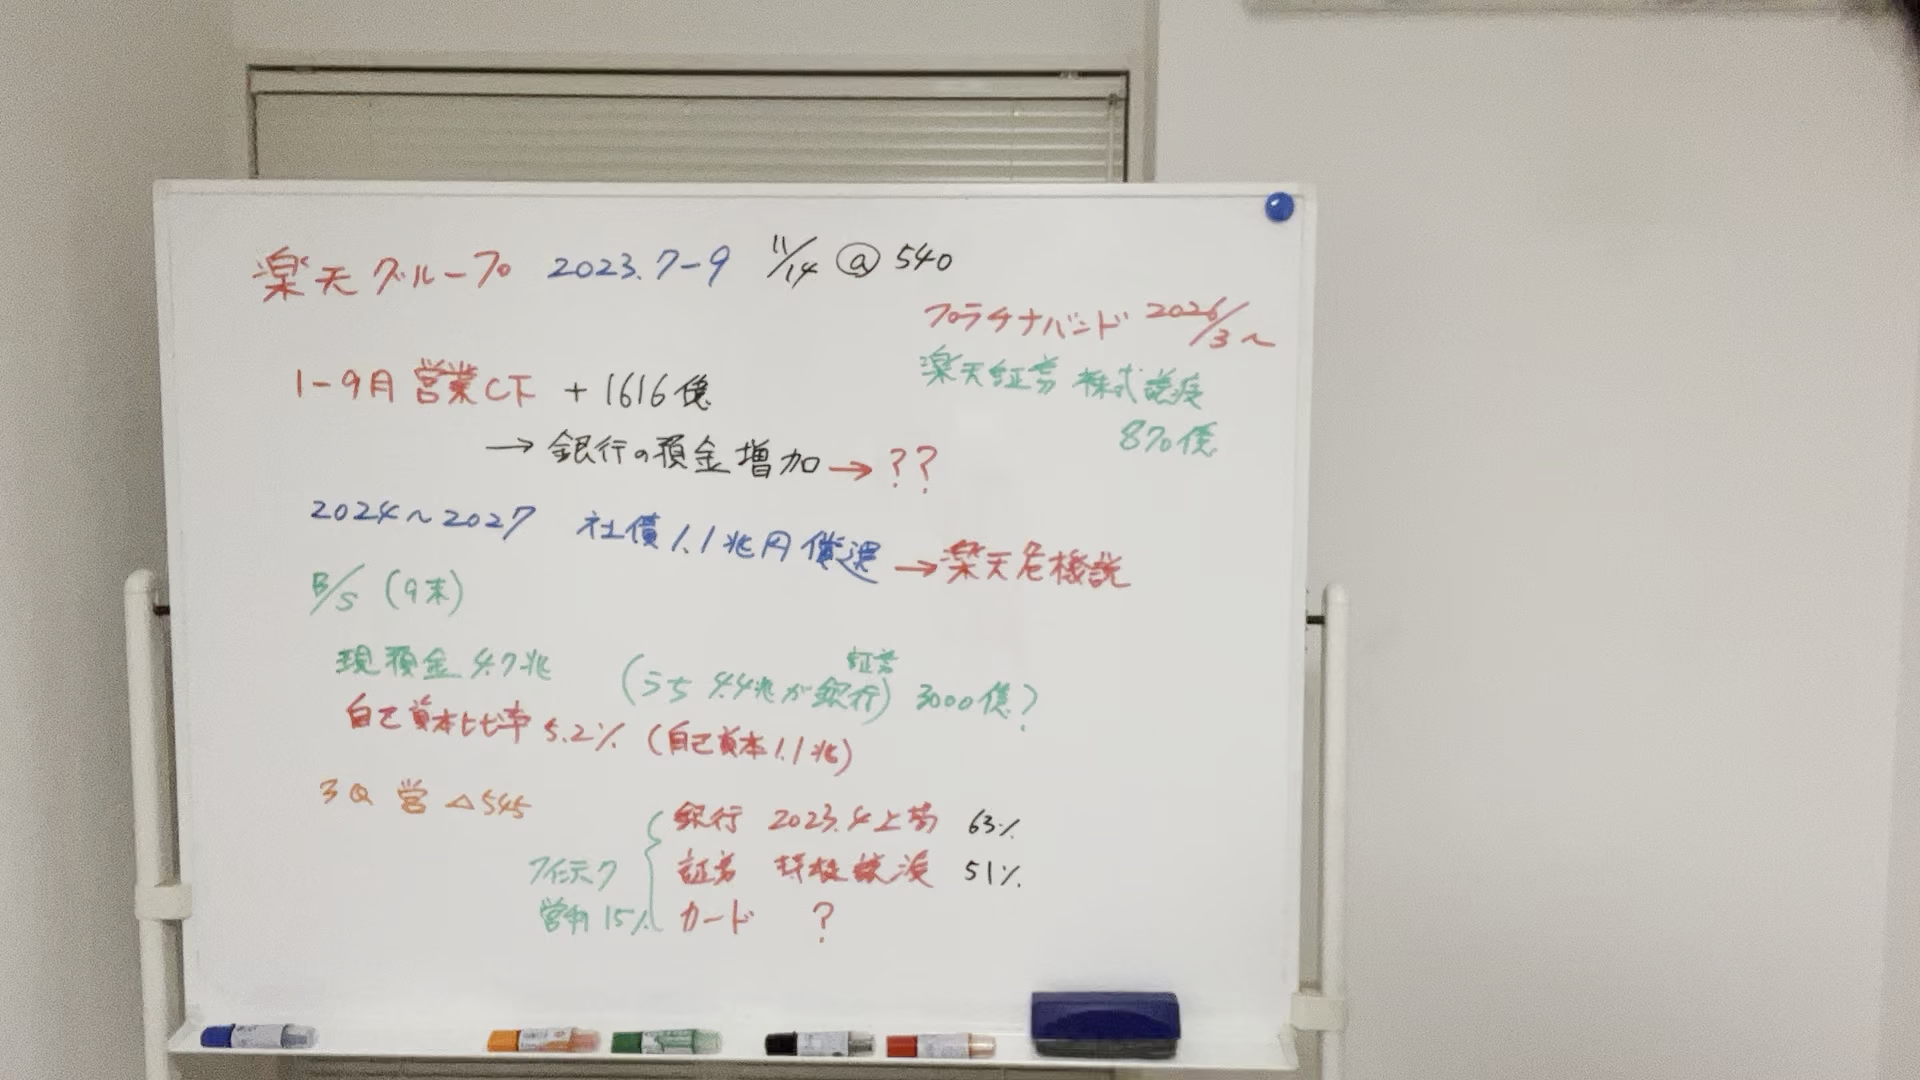 楽天グループ 2023.7-9 11/14 @ 540
プラチナバンド 2026/3~
楽天証券 株式譲渡
870億
1-9月 営業CF +1616億
→ 銀行の預金増加 → ??
2024~2027 社債1.1兆円償還 → 楽天危機説
B/S (9末)
現預金4.7兆 (うち4.4兆が銀行) 証券3000億?
自己資本比率5.2% (自己資本1.1兆)
3Q 営 △545
フィンテク
営利15%
銀行 2023.4上場 63%
証券 持株譲渡 51%
カード ?